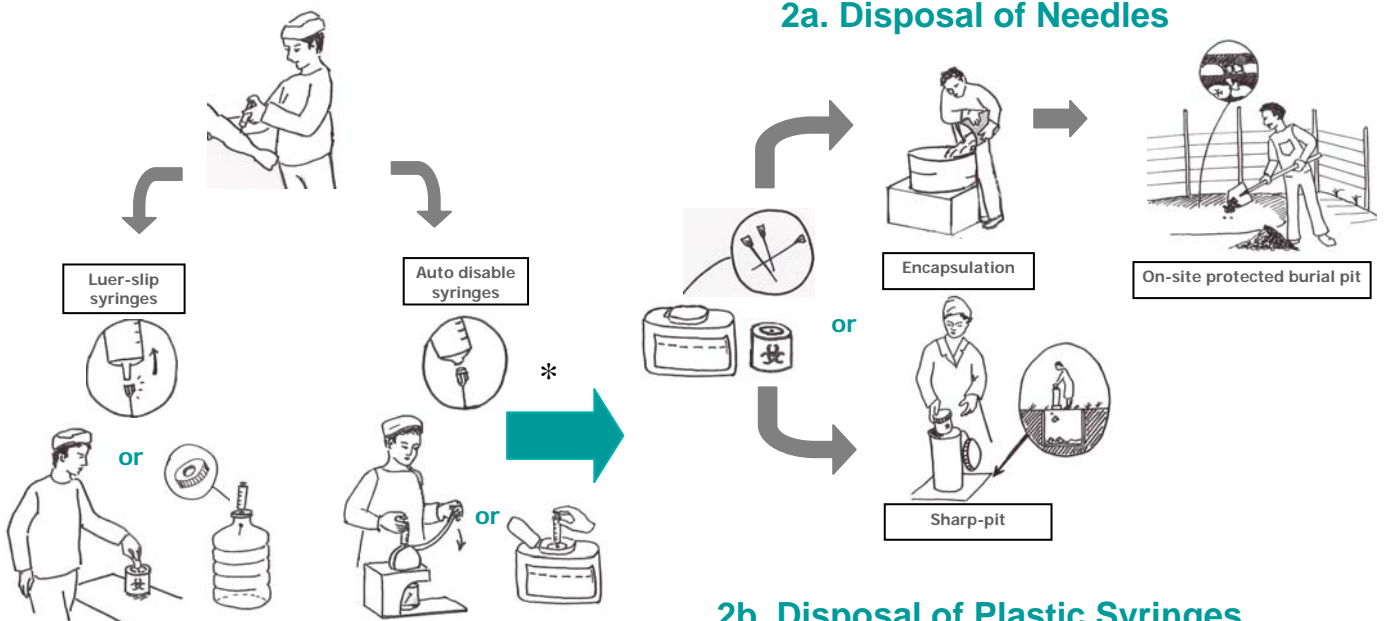 2a. Disposal of Needles
Luer-slip
syringes
Auto disable
syringes
*
or
or
or
Encapsulation
On-site protected burial pit
Sharp-pit
2b. Disposal of Plastic Syringes